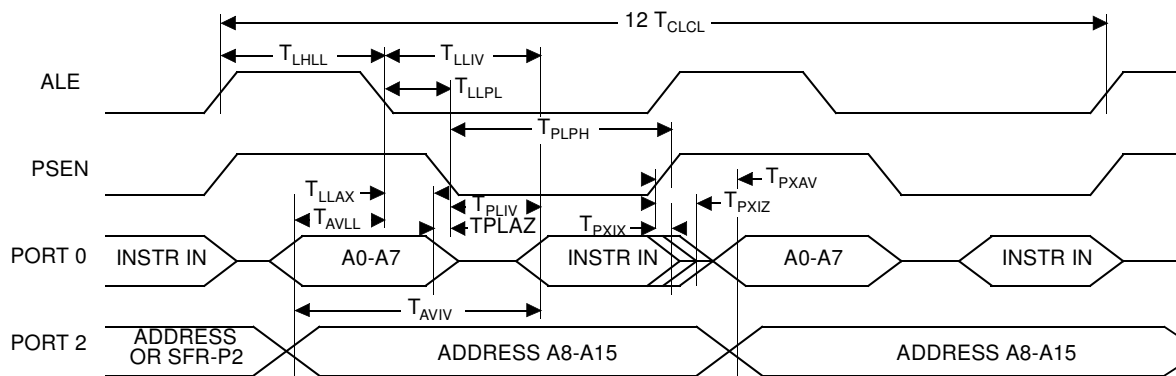 12 TCLCL
TLHLL
TLLIV
ALE
TLLPL
TPLPH
PSEN
TLLAX
TPXAV
TPLIV
TPXIZ
TAVLL
TPLAZ
TPXIX
PORT 0
INSTR IN
A0-A7
INSTR IN
A0-A7
INSTR IN
TAVIV
PORT 2
ADDRESS
OR SFR-P2
ADDRESS A8-A15
ADDRESS A8-A15